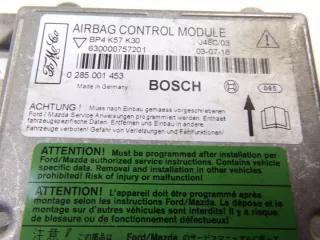 FoMoCo
AIRBAG CONTROL MODULE
BP4 K57 K30 J48C/03
630000757201 03-07-16
0 285 001 453
Made in Germany BOSCH 065
ACHTUNG! Muss nach Einbau gemäss vorgeschriebenen
Ford/Mazda Service Anweisungen programmiert werden. Enthält
fahrzeugspezifische Daten. Entfernen und Einbau in andere Fahrzeuge
verboten! Gefahr von Verletzungen und Fehlfunktionen!
ATTENTION! Must be programmed after installation per
Ford/Mazda authorized service instructions. Contains vehicle
specific data. Removal and installation in other vehicles
prohibited! Risk of injury or malfunction!
ATTENTION! L'appareil doit être programmé après
montage selon les instructions Ford/Mazda. La dépose et le
montage sur d'autres véhicules sont interdits. Il y a risque
de blessure ou de fonctionnement défectueux.
注意!